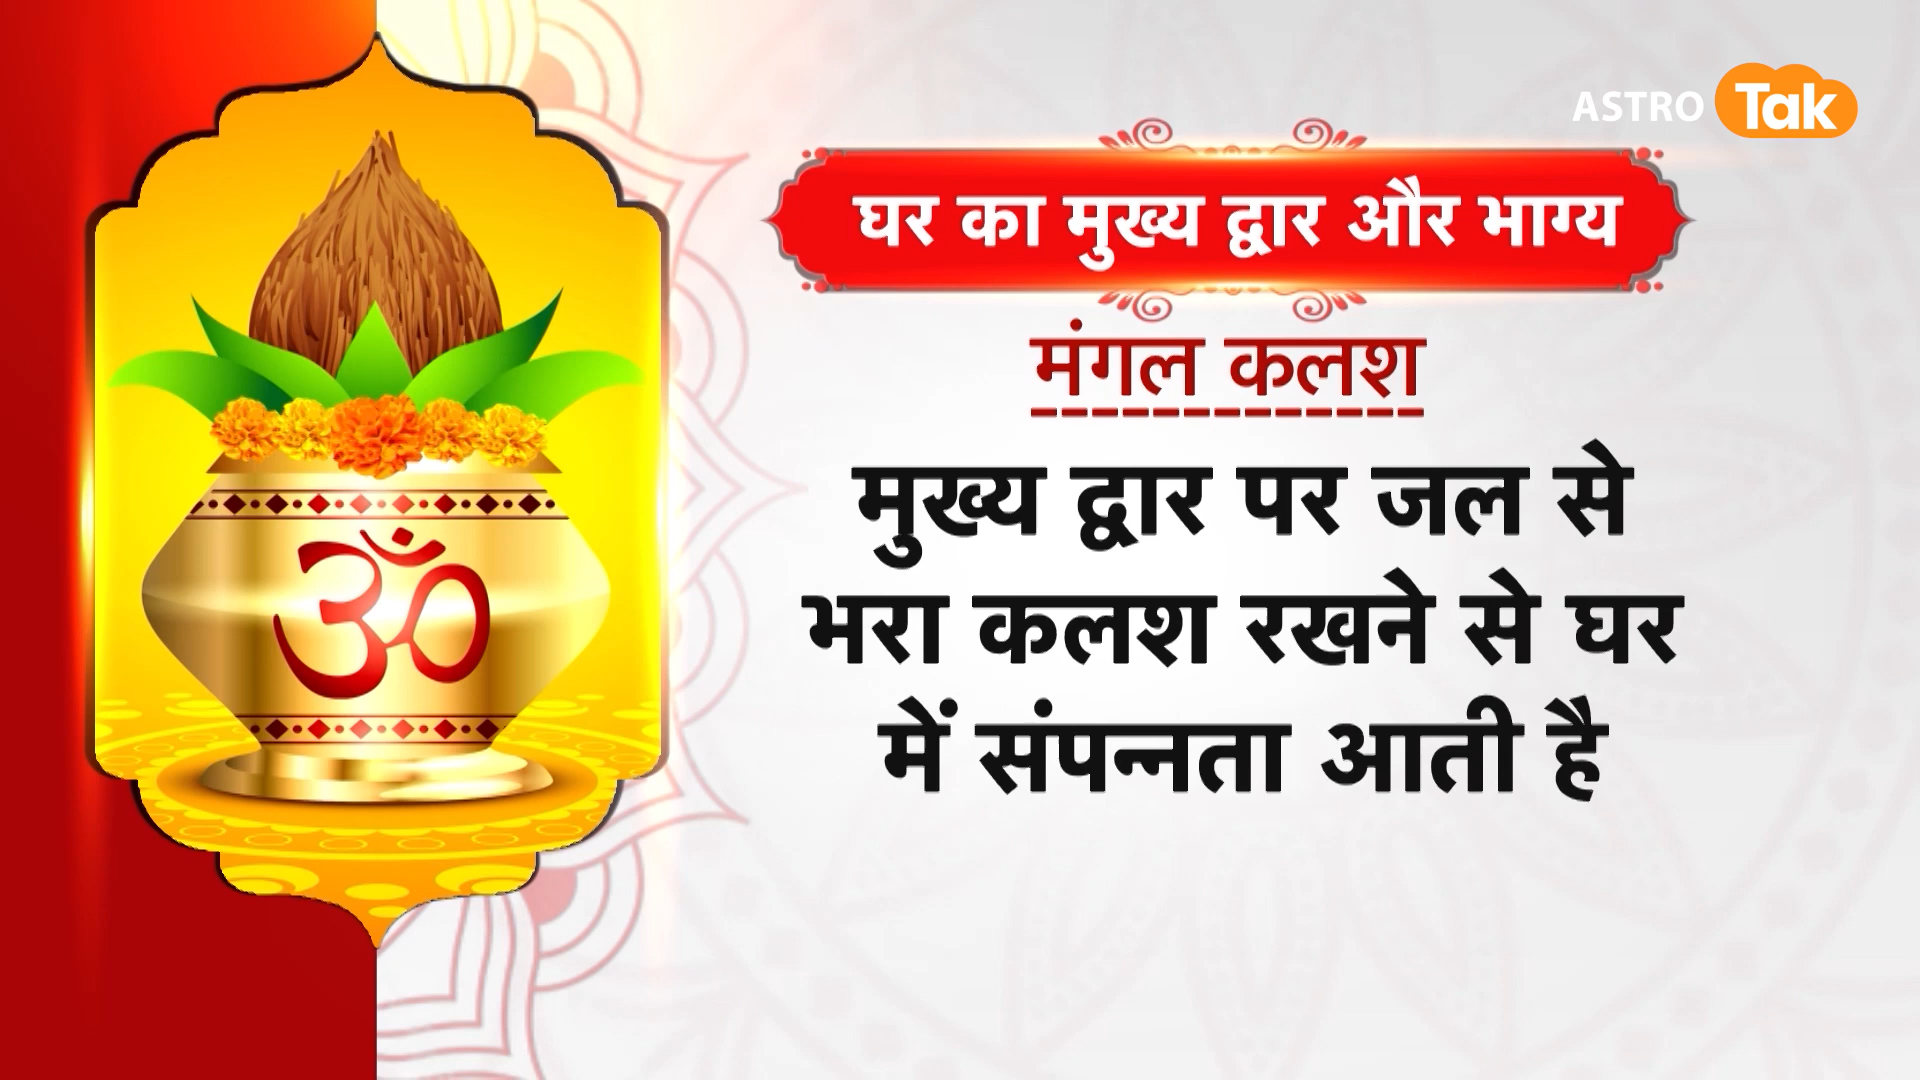 ASTRO Tak
घर का मुख्य द्वार और भाग्य
मंगल कलश
मुख्य द्वार पर जल से
भरा कलश रखने से घर
में संपन्नता आती है
ॐ